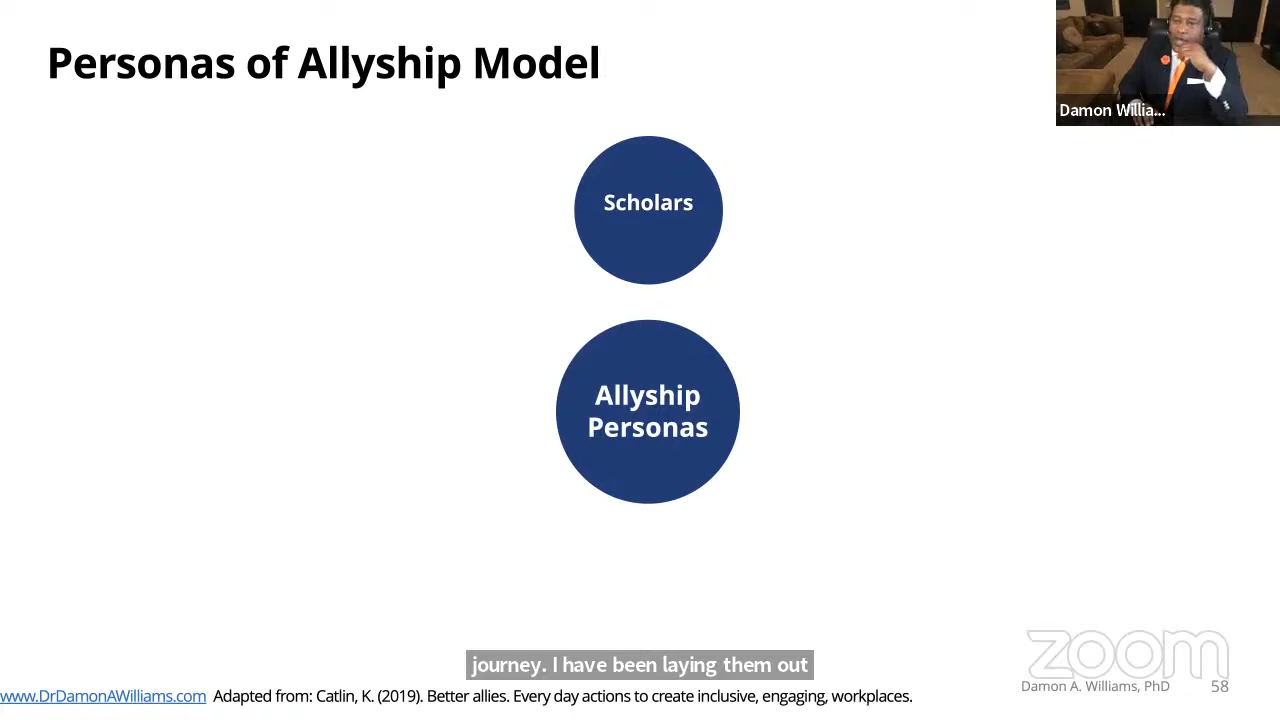 Personas of Allyship Model
Damon Willia...
Scholars
Allyship
Personas
journey. I have been laying them out
zoom
Damon A. Williams, PhD 58
www.DrDamonAWilliams.com Adapted from: Catlin, K. (2019). Better allies. Every day actions to create inclusive, engaging, workplaces.